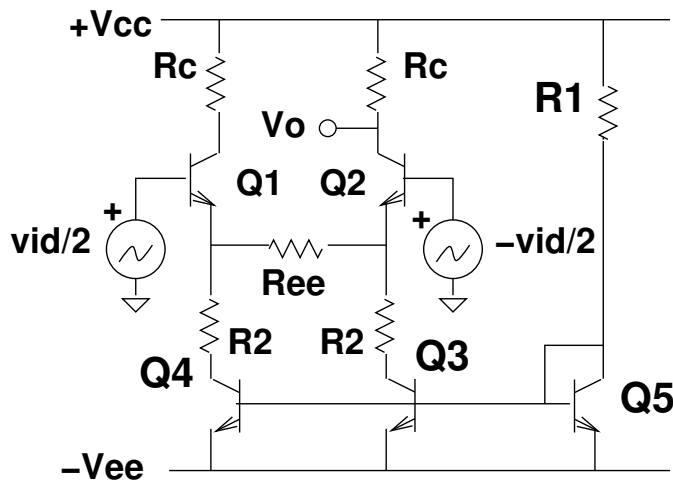 +Vcc
Rc
Rc
R1
Vo
Q1
Q2
+
+
vid/2
−vid/2
Ree
R2
R2
Q3
Q4
Q5
−Vee